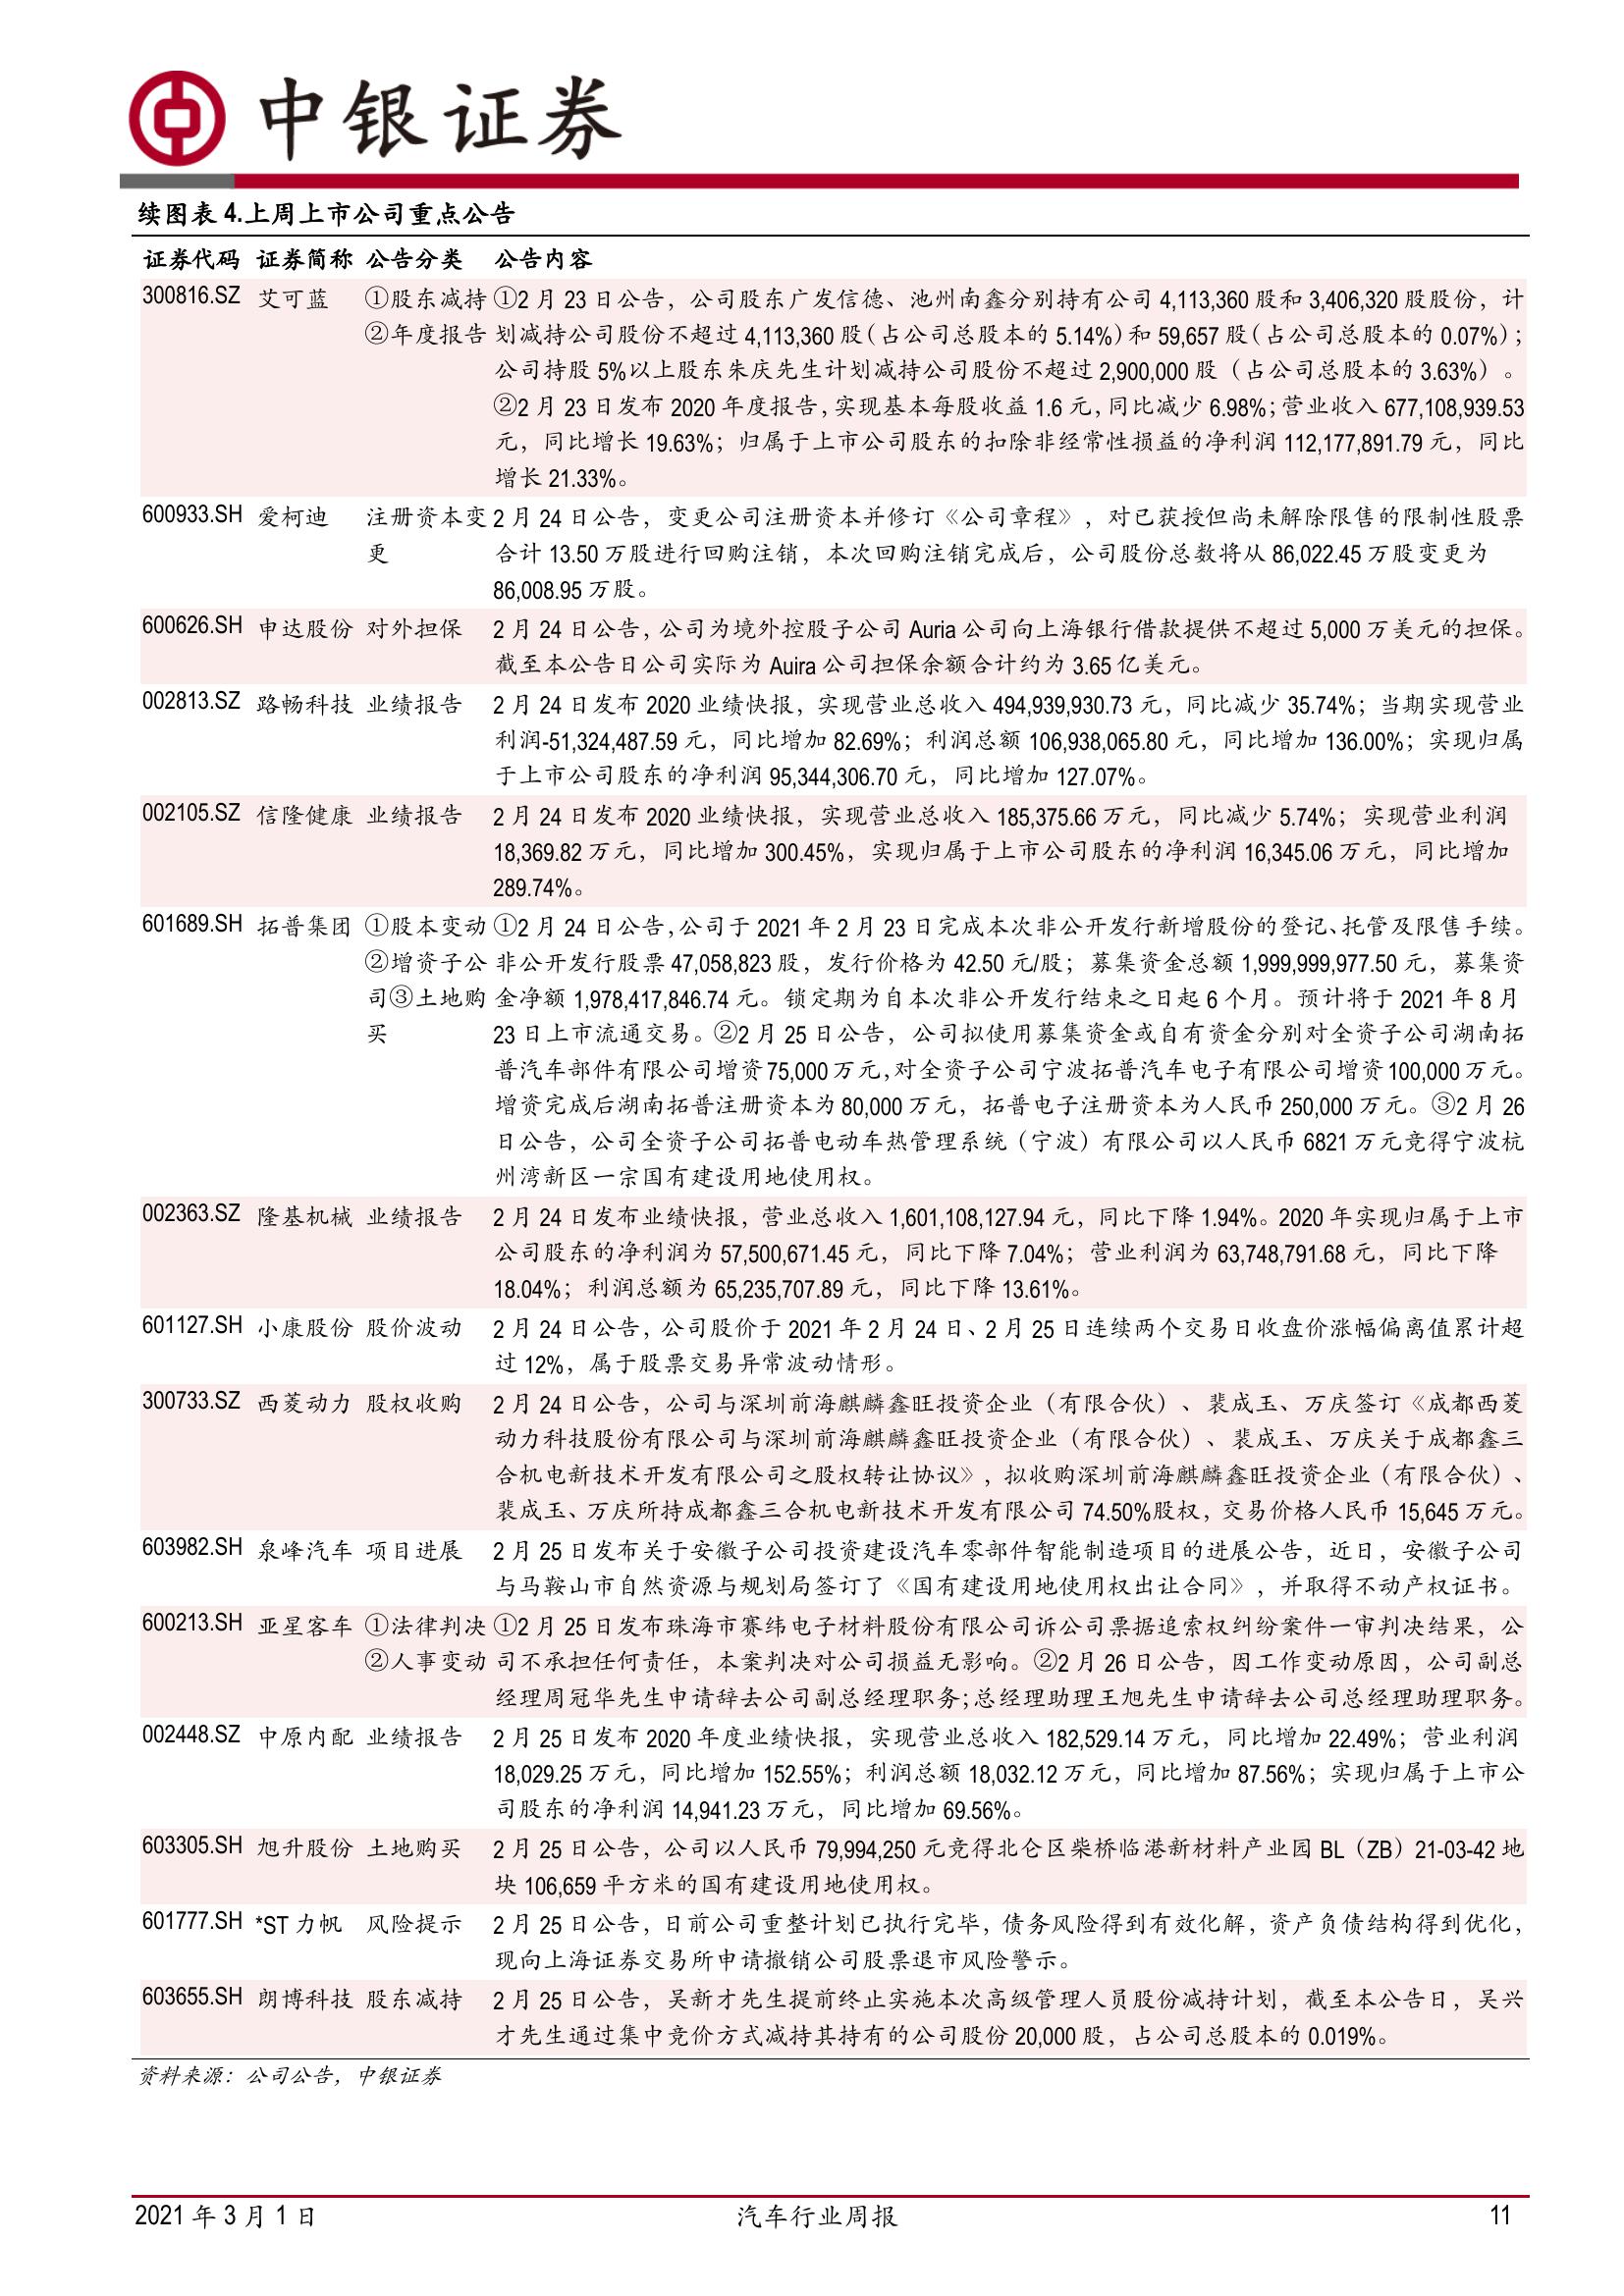 中银证券
续图表 4.上周上市公司重点公告
证券代码 证券简称 公告分类 公告内容
300816.SZ 艾可蓝 ①股东减持 ①2 月 23 日公告，公司股东广发信德、池州南鑫分别持有公司 4,113,360 股和 3,406,320 股股份，计
②年度报告 划减持公司股份不超过 4,113,360 股（占公司总股本的 5.14%）和 59,657 股（占公司总股本的 0.07%）；
公司持股 5%以上股东朱庆先生计划减持公司股份不超过 2,900,000 股（占公司总股本的 3.63%）。
②2 月 23 日发布 2020 年度报告，实现基本每股收益 1.6 元，同比减少 6.98%；营业收入 677,108,939.53
元，同比增长 19.63%；归属于上市公司股东的扣除非经常性损益的净利润 112,177,891.79 元，同比
增长 21.33%。
600933.SH 爱柯迪 注册资本变 2 月 24 日公告，变更公司注册资本并修订《公司章程》，对已获授但尚未解除限售的限制性股票
更 合计 13.50 万股进行回购注销，本次回购注销完成后，公司股份总数将从 86,022.45 万股变更为
86,008.95 万股。
600626.SH 申达股份 对外担保 2 月 24 日公告，公司为境外控股子公司 Auria 公司向上海银行借款提供不超过 5,000 万美元的担保。
截至本公告日公司实际为 Auira 公司担保余额合计约为 3.65 亿美元。
002813.SZ 路畅科技 业绩报告 2 月 24 日发布 2020 业绩快报，实现营业总收入 494,939,930.73 元，同比减少 35.74%；当期实现营业
利润-51,324,487.59 元，同比增加 82.69%；利润总额 106,938,065.80 元，同比增加 136.00%；实现归属
于上市公司股东的净利润 95,344,306.70 元，同比增加 127.07%。
002105.SZ 信隆健康 业绩报告 2 月 24 日发布 2020 业绩快报，实现营业总收入 185,375.66 万元，同比减少 5.74%；实现营业利润
18,369.82 万元，同比增加 300.45%，实现归属于上市公司股东的净利润 16,345.06 万元，同比增加
289.74%。
601689.SH 拓普集团 ①股本变动 ①2 月 24 日公告，公司于 2021 年 2 月 23 日完成本次非公开发行新增股份的登记、托管及限售手续。
②增资子公 非公开发行股票 47,058,823 股，发行价格为 42.50 元/股；募集资金总额 1,999,999,977.50 元，募集资
司③土地购 金净额 1,978,417,846.74 元。锁定期为自本次非公开发行结束之日起 6 个月。预计将于 2021 年 8 月
买 23 日上市流通交易。②2 月 25 日公告，公司拟使用募集资金或自有资金分别对全资子公司湖南拓
普汽车部件有限公司增资 75,000 万元，对全资子公司宁波拓普汽车电子有限公司增资 100,000 万元。
增资完成后湖南拓普注册资本为 80,000 万元，拓普电子注册资本为人民币 250,000 万元。③2 月 26
日公告，公司全资子公司拓普电动车热管理系统（宁波）有限公司以人民币 6821 万元竞得宁波杭
州湾新区一宗国有建设用地使用权。
002363.SZ 隆基机械 业绩报告 2 月 24 日发布业绩快报，营业总收入 1,601,108,127.94 元，同比下降 1.94%。2020 年实现归属于上市
公司股东的净利润为 57,500,671.45 元，同比下降 7.04%；营业利润为 63,748,791.68 元，同比下降
18.04%；利润总额为 65,235,707.89 元，同比下降 13.61%。
601127.SH 小康股份 股价波动 2 月 24 日公告，公司股价于 2021 年 2 月 24 日、2 月 25 日连续两个交易日收盘价涨幅偏离值累计超
过 12%，属于股票交易异常波动情形。
300733.SZ 西菱动力 股权收购 2 月 24 日公告，公司与深圳前海麒麟鑫旺投资企业（有限合伙）、裴成玉、万庆签订《成都西菱
动力科技股份有限公司与深圳前海麒麟鑫旺投资企业（有限合伙）、裴成玉、万庆关于成都鑫三
合机电新技术开发有限公司之股权转让协议》，拟收购深圳前海麒麟鑫旺投资企业（有限合伙）、
裴成玉、万庆所持成都鑫三合机电新技术开发有限公司 74.50%股权，交易价格人民币 15,645 万元。
603982.SH 泉峰汽车 项目进展 2 月 25 日发布关于安徽子公司投资建设汽车零部件智能制造项目的进展公告，近日，安徽子公司
与马鞍山市自然资源与规划局签订了《国有建设用地使用权出让合同》，并取得不动产权证书。
600213.SH 亚星客车 ①法律判决 ①2 月 25 日发布珠海市赛纬电子材料股份有限公司诉公司票据追索权纠纷案件一审判决结果，公
②人事变动 司不承担任何责任，本案判决对公司损益无影响。②2 月 26 日公告，因工作变动原因，公司副总
经理周冠华先生申请辞去公司副总经理职务；总经理助理王旭先生申请辞去公司总经理助理职务。
002448.SZ 中原内配 业绩报告 2 月 25 日发布 2020 年度业绩快报，实现营业总收入 182,529.14 万元，同比增加 22.49%；营业利润
18,029.25 万元，同比增加 152.55%；利润总额 18,032.12 万元，同比增加 87.56%；实现归属于上市公
司股东的净利润 14,941.23 万元，同比增加 69.56%。
603305.SH 旭升股份 土地购买 2 月 25 日公告，公司以人民币 79,994,250 元竞得北仑区柴桥临港新材料产业园 BL（ZB）21-03-42 地
块 106,659 平方米的国有建设用地使用权。
601777.SH *ST 力帆 风险提示 2 月 25 日公告，日前公司重整计划已执行完毕，债务风险得到有效化解，资产负债结构得到优化，
现向上海证券交易所申请撤销公司股票退市风险警示。
603655.SH 朗博科技 股东减持 2 月 25 日公告，吴新才先生提前终止实施本次高级管理人员股份减持计划，截至本公告日，吴兴
才先生通过集中竞价方式减持其持有的公司股份 20,000 股，占公司总股本的 0.019%。
资料来源：公司公告，中银证券
2021 年 3 月 1 日 汽车行业周报 11